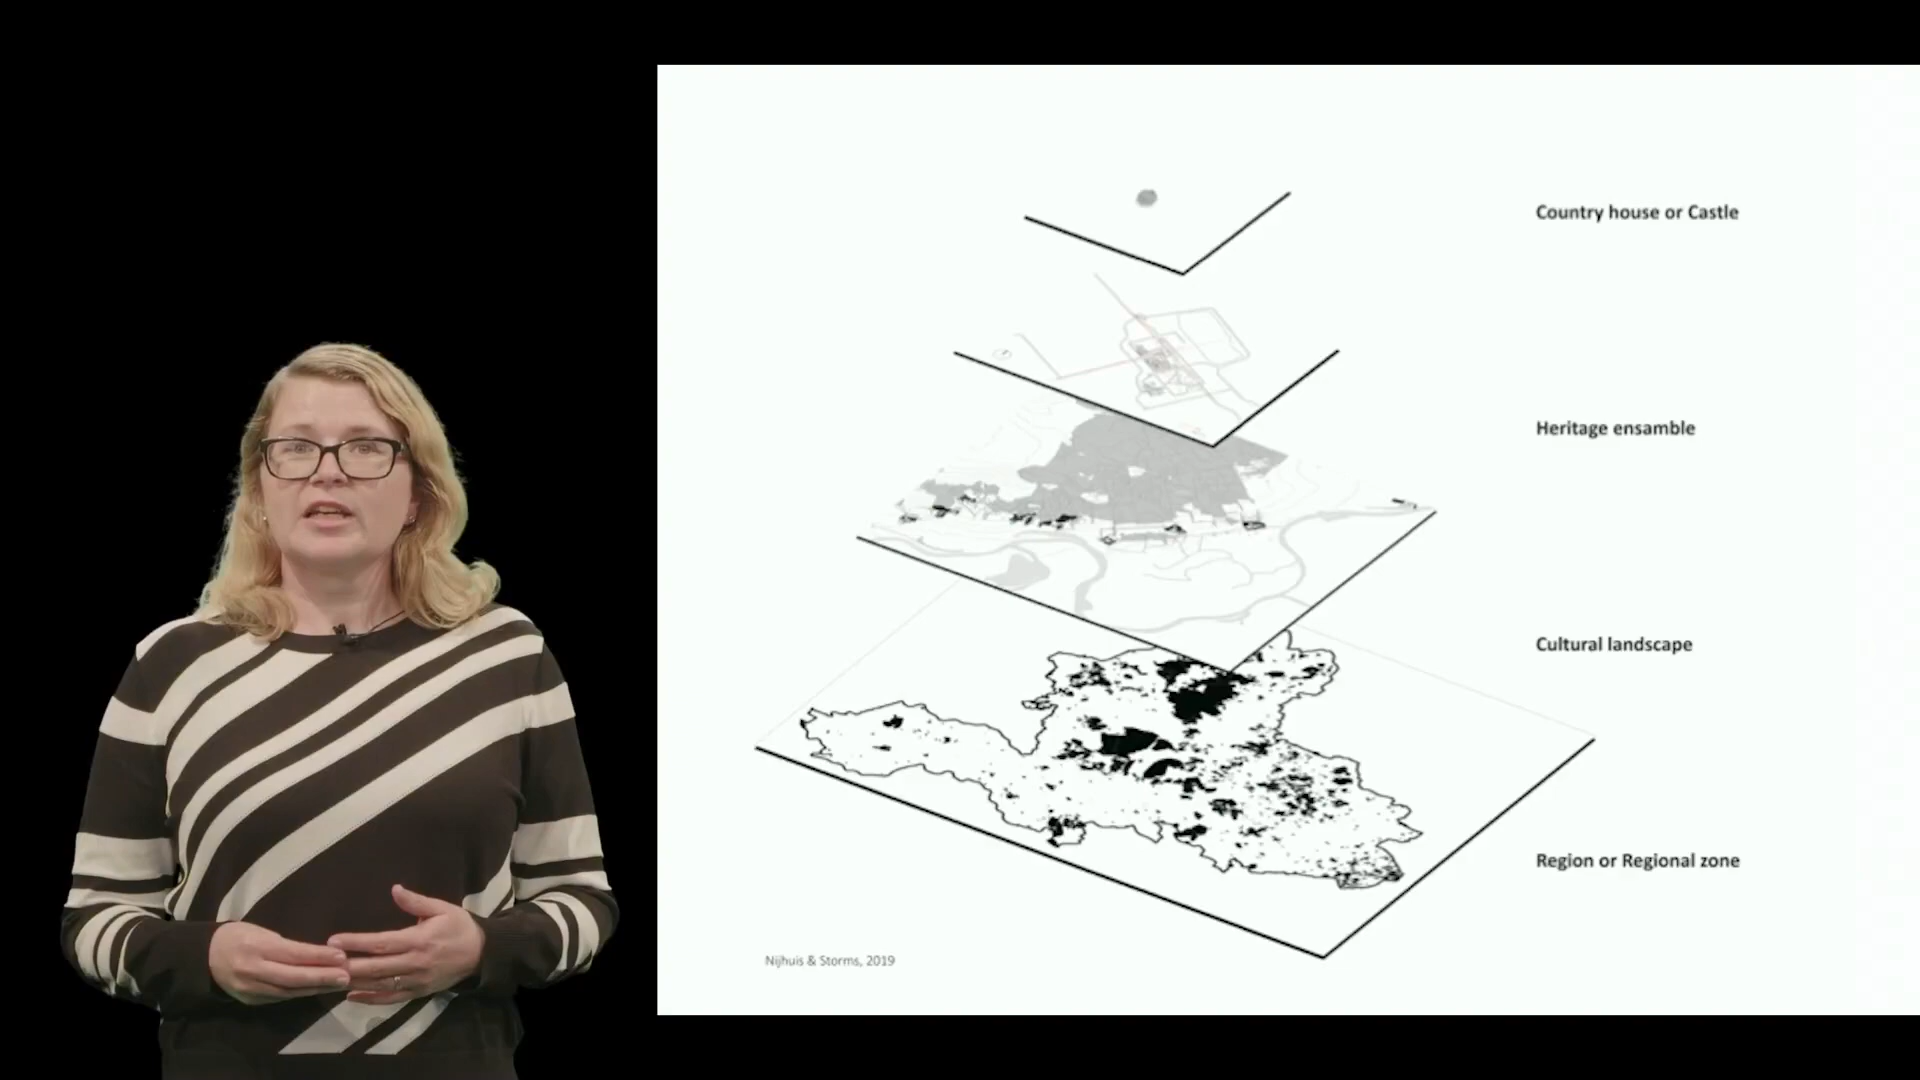 Country house or Castle
Heritage ensamble
Cultural landscape
Region or Regional zone
Nijhuis & Storms, 2019